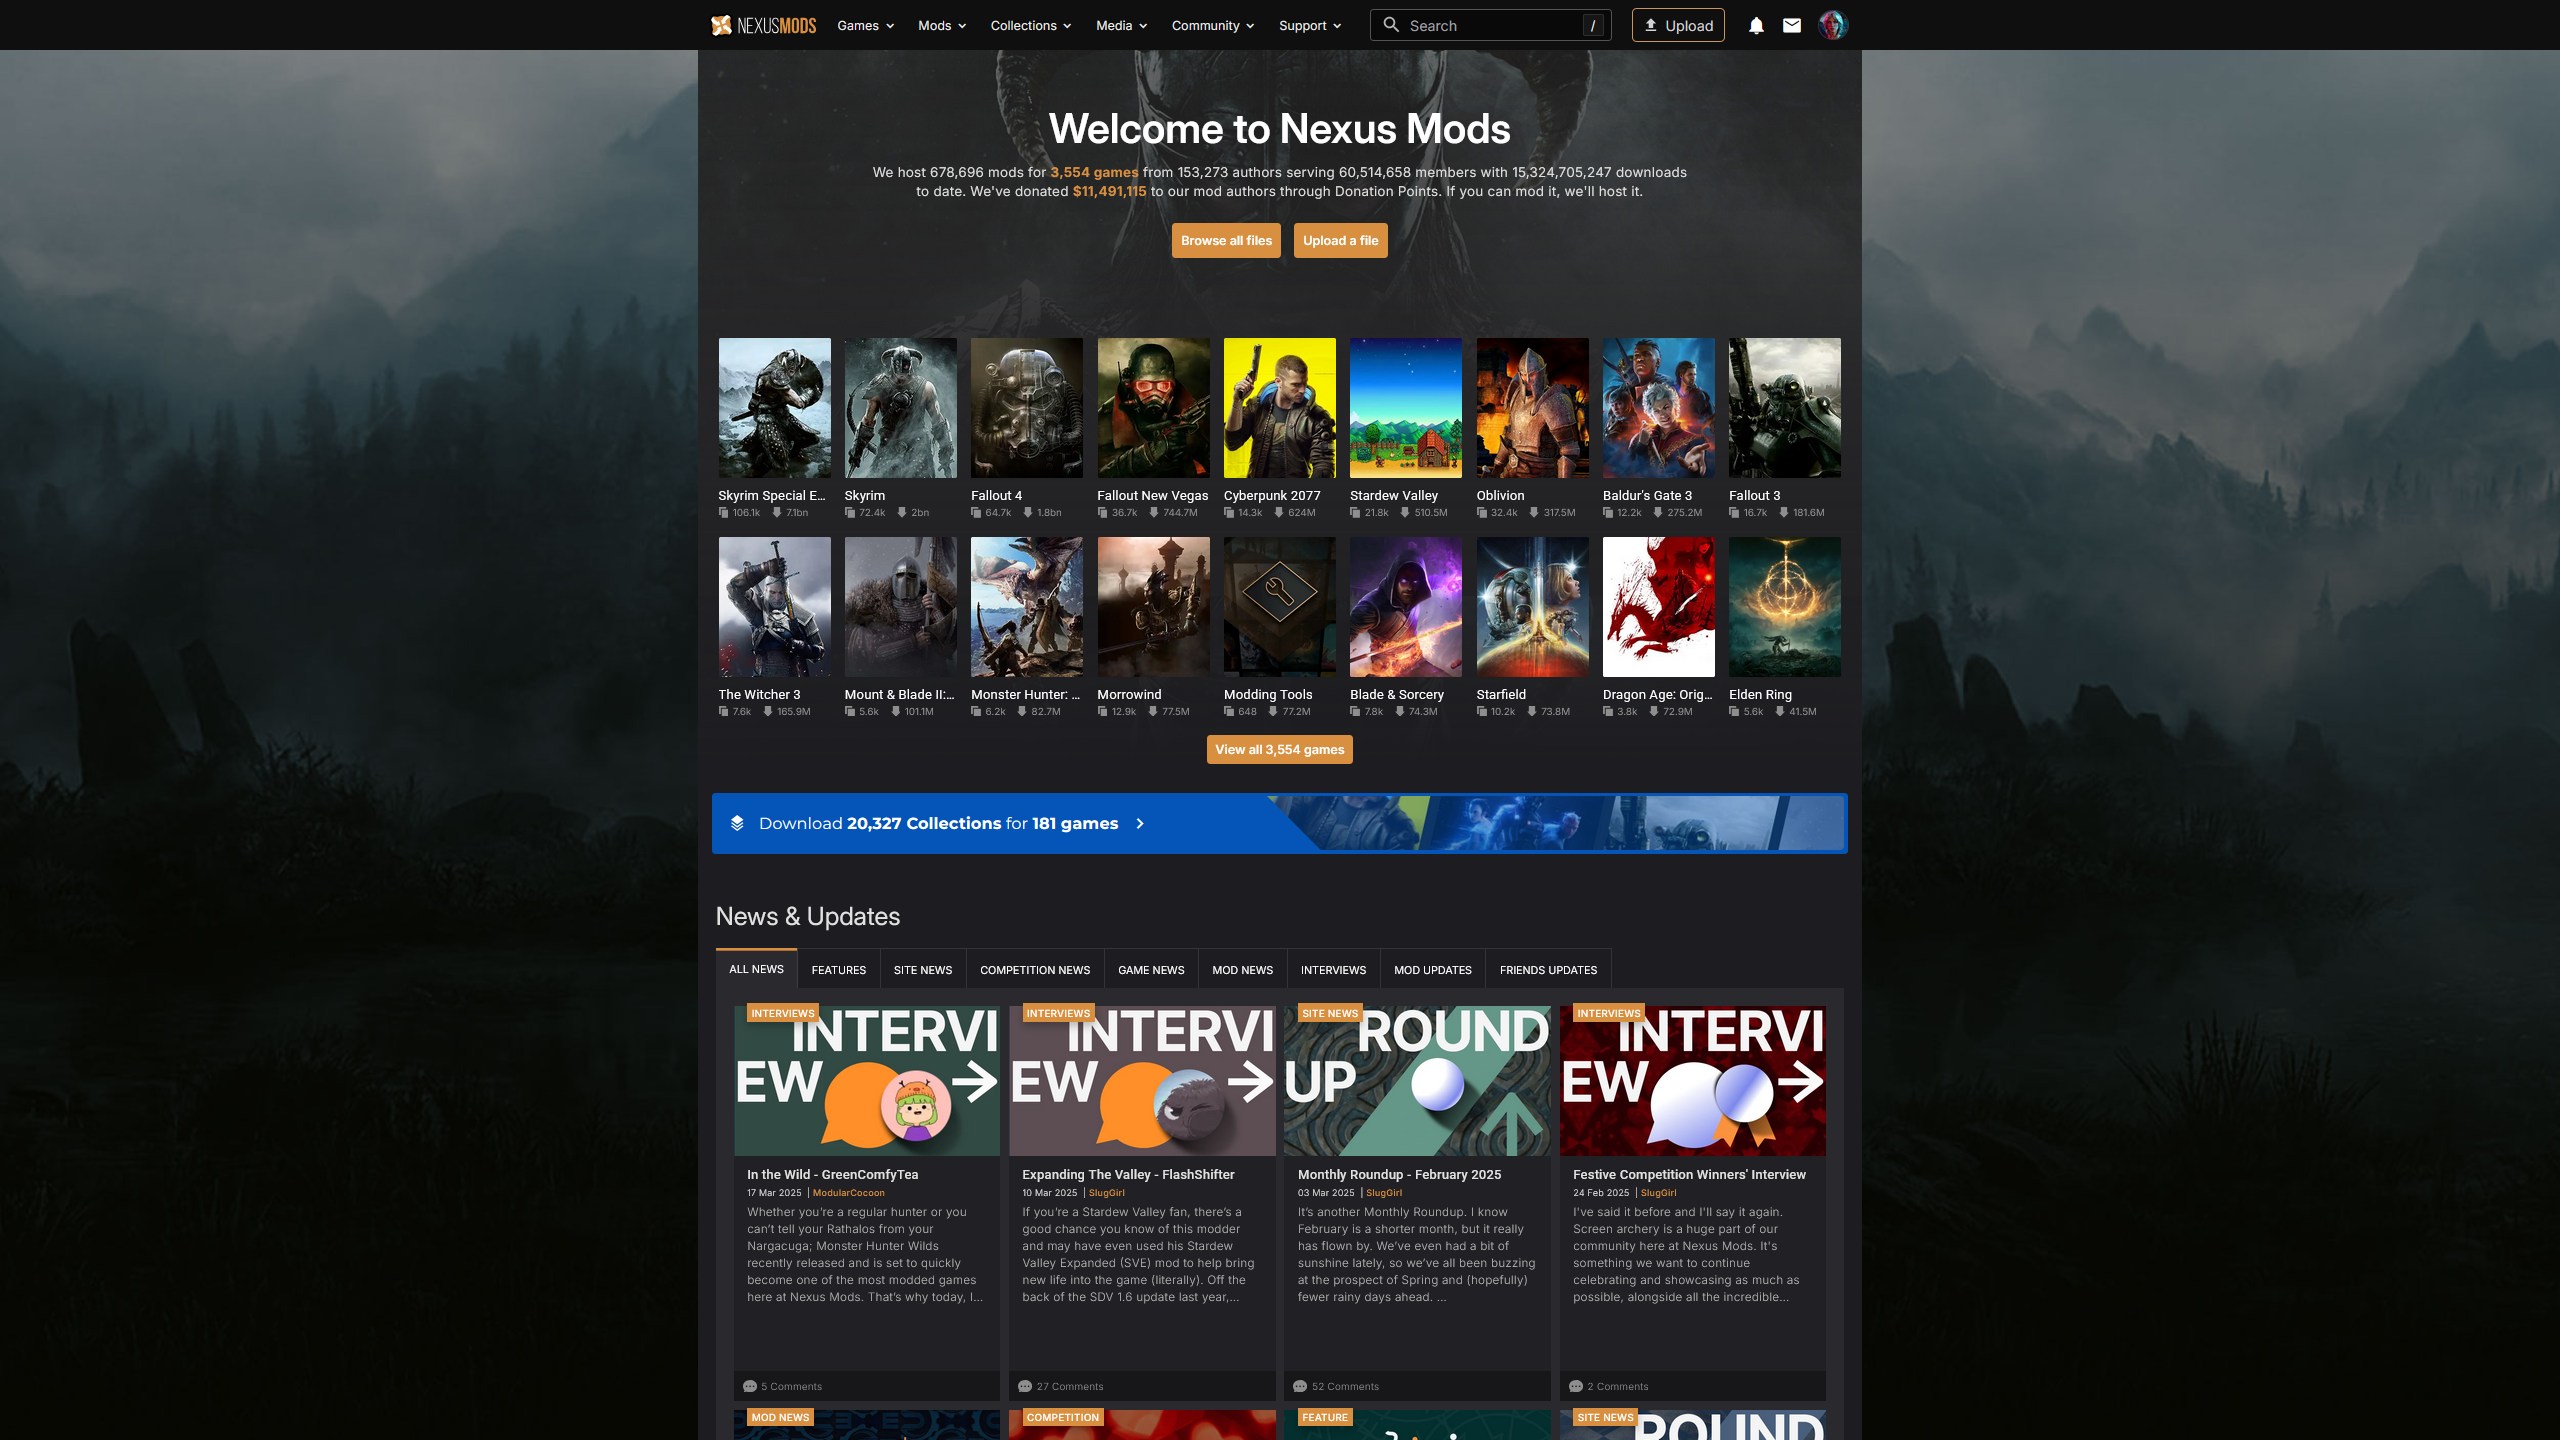 NEXUSMODS
Games Mods Collections Media Community Support Search / Upload
Welcome to Nexus Mods
We host 678,696 mods for 3,554 games from 153,273 authors serving 60,514,658 members with 15,324,705,247 downloads
to date. We've donated $11,491,115 to our mod authors through Donation Points. If you can mod it, we'll host it.
Browse all files Upload a file
Skyrim Special E... Skyrim Fallout 4 Fallout New Vegas Cyberpunk 2077 Stardew Valley Oblivion Baldur's Gate 3 Fallout 3
106.1k 7.1bn 72.4k 2bn 64.7k 1.8bn 36.7k 744.7M 14.3k 624M 21.8k 510.5M 32.4k 317.5M 12.2k 275.2M 16.7k 181.6M
The Witcher 3 Mount & Blade II:... Monster Hunter: ... Morrowind Modding Tools Blade & Sorcery Starfield Dragon Age: Orig... Elden Ring
7.6k 165.9M 5.6k 101.1M 6.2k 82.7M 12.9k 77.5M 648 77.2M 7.8k 74.3M 10.2k 73.8M 3.8k 72.9M 5.6k 41.5M
View all 3,554 games
Download 20,327 Collections for 181 games
News & Updates
ALL NEWS FEATURES SITE NEWS COMPETITION NEWS GAME NEWS MOD NEWS INTERVIEWS MOD UPDATES FRIENDS UPDATES
INTERVIEWS
INTERVI
EW
In the Wild - GreenComfyTea
17 Mar 2025 | ModularCocoon
Whether you're a regular hunter or you
can't tell your Rathalos from your
Nargacuga; Monster Hunter Wilds
recently released and is set to quickly
become one of the most modded games
here at Nexus Mods. That's why today, I...
5 Comments
INTERVIEWS
INTERVI
EW
Expanding The Valley - FlashShifter
10 Mar 2025 | SlugGirl
If you're a Stardew Valley fan, there's a
good chance you know of this modder
and may have even used his Stardew
Valley Expanded (SVE) mod to help bring
new life into the game (literally). Off the
back of the SDV 1.6 update last year,...
27 Comments
SITE NEWS
ROUND
UP
Monthly Roundup - February 2025
03 Mar 2025 | SlugGirl
It's another Monthly Roundup. I know
February is a shorter month, but it really
has flown by. We've even had a bit of
sunshine lately, so we've all been buzzing
at the prospect of Spring and (hopefully)
fewer rainy days ahead. ...
52 Comments
INTERVIEWS
INTERVI
EW
Festive Competition Winners' Interview
24 Feb 2025 | SlugGirl
I've said it before and I'll say it again.
Screen archery is a huge part of our
community here at Nexus Mods. It's
something we want to continue
celebrating and showcasing as much as
possible, alongside all the incredible...
2 Comments
MOD NEWS
COMPETITION
FEATURE
SITE NEWS
ROUND